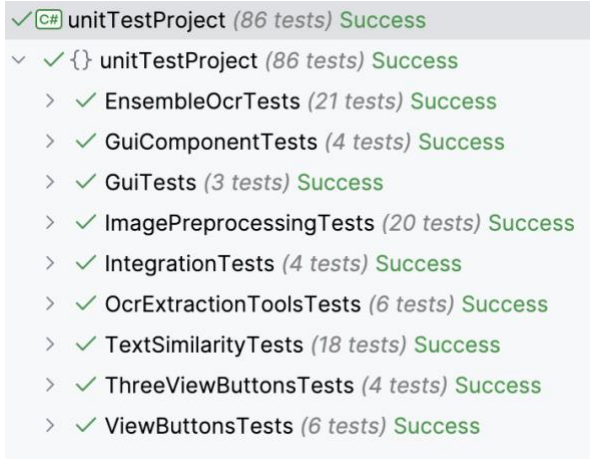 C# unitTestProject (86 tests) Success
{} unitTestProject (86 tests) Success
EnsembleOcrTests (21 tests) Success
GuiComponentTests (4 tests) Success
GuiTests (3 tests) Success
ImagePreprocessingTests (20 tests) Success
IntegrationTests (4 tests) Success
OcrExtractionToolsTests (6 tests) Success
TextSimilarityTests (18 tests) Success
ThreeViewButtonsTests (4 tests) Success
ViewButtonsTests (6 tests) Success